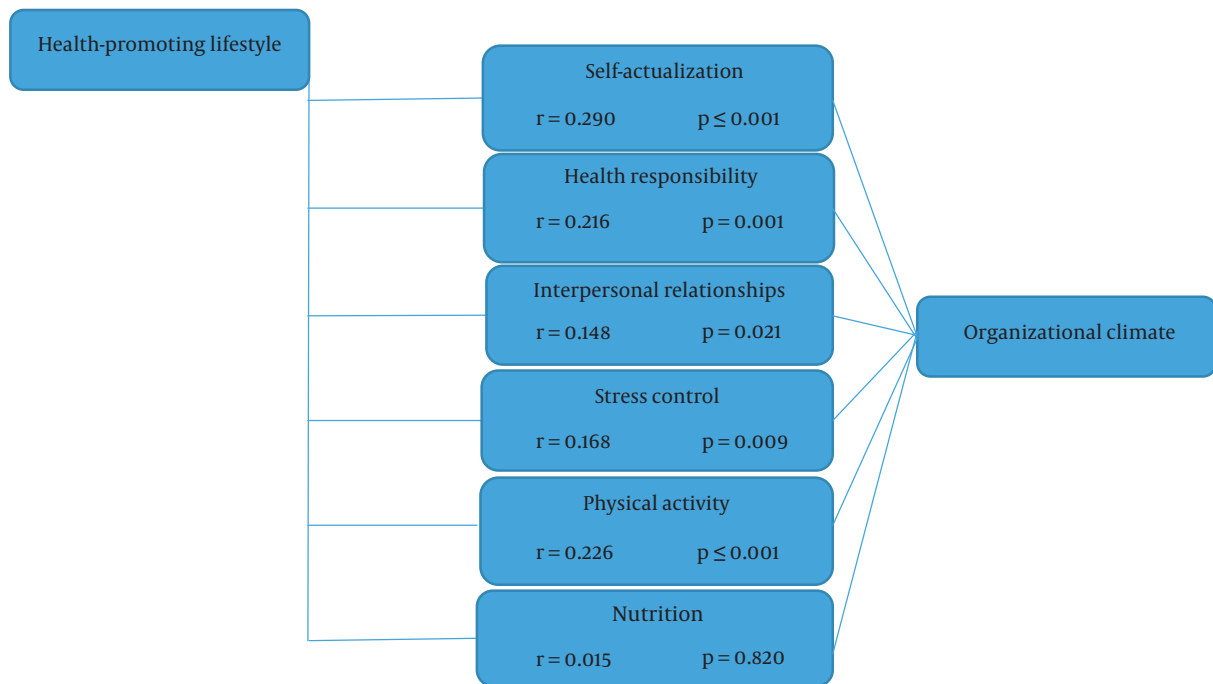 Health-promoting lifestyle
Self-actualization
r = 0.290 p ≤ 0.001
Health responsibility
r = 0.216 p = 0.001
Interpersonal relationships
r = 0.148 p = 0.021
Organizational climate
Stress control
r = 0.168 p = 0.009
Physical activity
r = 0.226 p ≤ 0.001
Nutrition
r = 0.015 p = 0.820